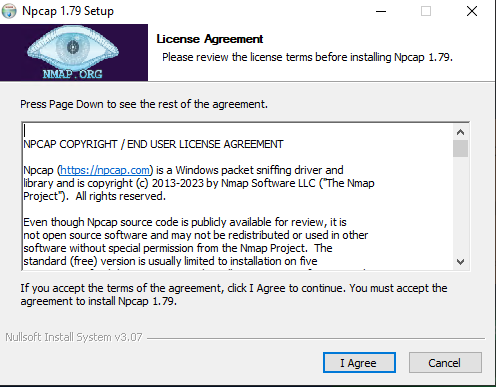 Npcap 1.79 Setup
NMAP.ORG
License Agreement
Please review the license terms before installing Npcap 1.79.
Press Page Down to see the rest of the agreement.
NPCAP COPYRIGHT / END USER LICENSE AGREEMENT
Npcap (https://npcap.com) is a Windows packet sniffing driver and
library and is copyright (c) 2013-2023 by Nmap Software LLC ("The Nmap
Project").  All rights reserved.
Even though Npcap source code is publicly available for review, it is
not open source software and may not be redistributed or used in other
software without special permission from the Nmap Project.  The
standard (free) version is usually limited to installation on five
If you accept the terms of the agreement, click I Agree to continue. You must accept the
agreement to install Npcap 1.79.
Nullsoft Install System v3.07
I Agree
Cancel